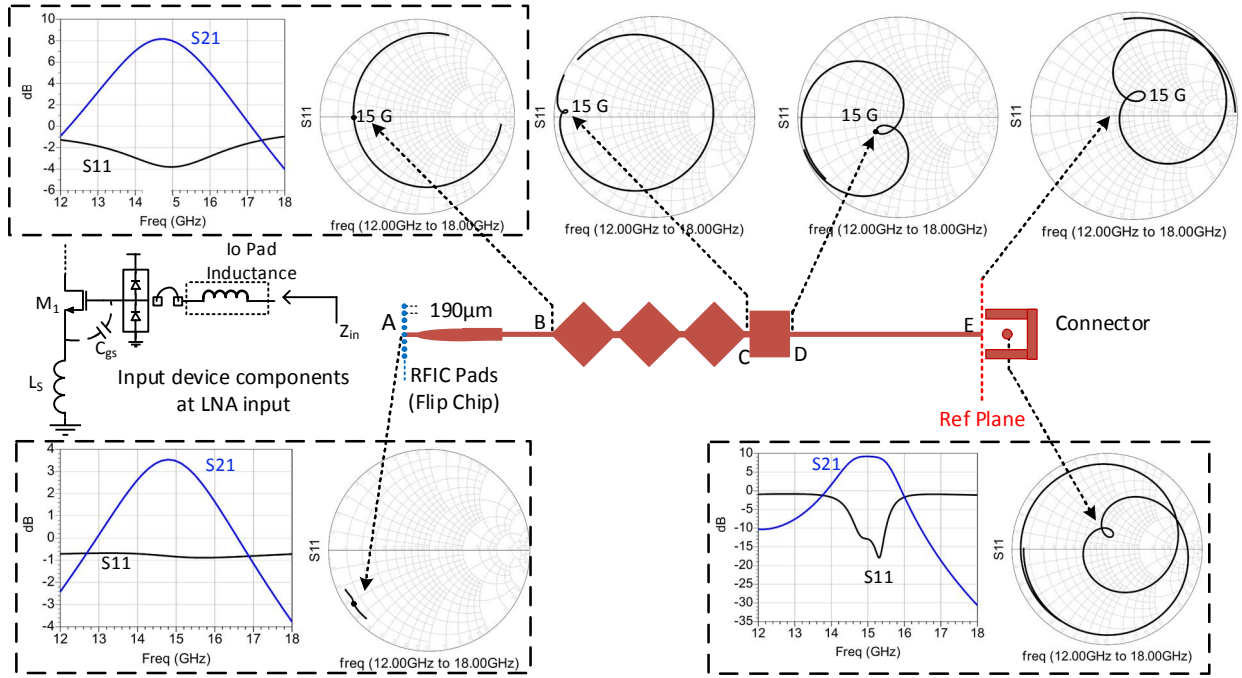 10
8
6
4
2
0
-2
-4
-6
dB
S21
S11
12
13
14
5
16
17
18
Freq (GHz)
S11
15 G
freq (12.00GHz to 18.00GHz)
S11
15 G
freq (12.00GHz to 18.00GHz)
15 G
freq (12.00GHz to 18.00GHz)
S11
15 G
freq (12.00GHz to 18.00GHz)
S11
M1
Cgs
LS
Io Pad
Inductance
Zin
Input device components
at LNA input
A
190µm
B
C
D
E
RFIC Pads
(Flip Chip)
Connector
Ref Plane
4
3
2
1
0
-1
-2
-3
-4
dB
S21
S11
12
13
14
15
16
17
18
Freq (GHz)
S11
freq (12.00GHz to 18.00GHz)
10
5
0
-5
-10
-15
-20
-25
-30
-35
dB
S21
S11
12
14
16
18
Freq (GHz)
S11
freq (12.00GHz to 18.00GHz)